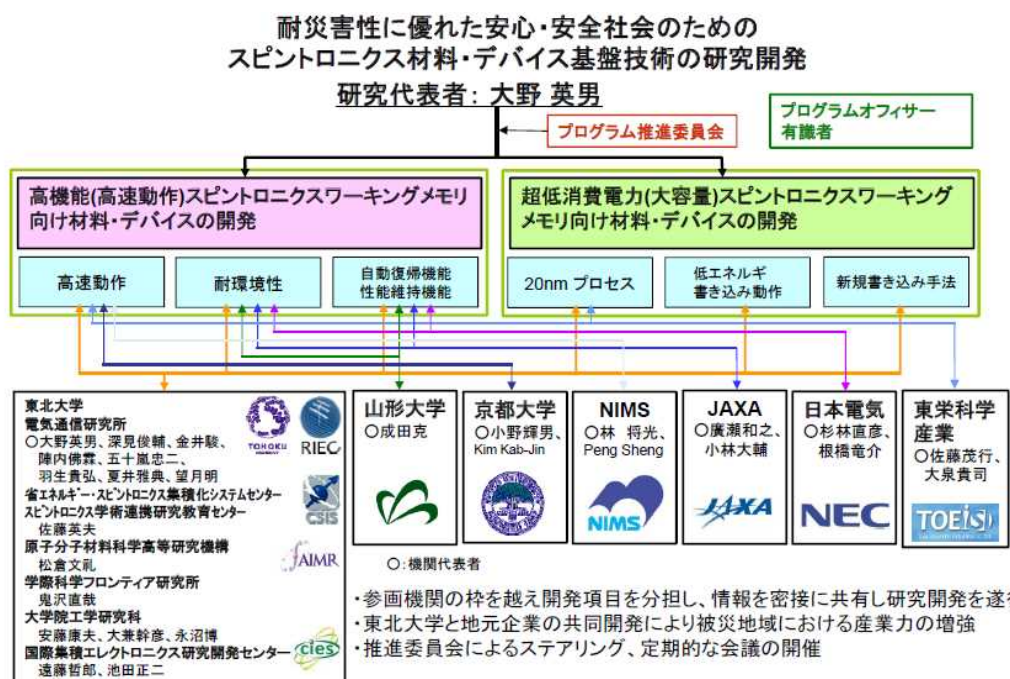 耐災害性に優れた安心・安全社会のための
スピントロニクス材料・デバイス基盤技術の研究開発
研究代表者: 大野 英男
プログラム推進委員会
プログラムオフィサー
有識者
高機能(高速動作)スピントロニクスワーキングメモリ
向け材料・デバイスの開発
超低消費電力(大容量)スピントロニクスワーキング
メモリ向け材料・デバイスの開発
高速動作
耐環境性
自動復帰機能
性能維持機能
20nm プロセス
低エネルギ
書き込み動作
新規書き込み手法
東北大学
電気通信研究所
○大野英男、深見俊輔、金井駿、
陣内佛霖、五十嵐忠二、
羽生貴弘、夏井雅典、望月明
TOHOKU
RIEC
省エネルギー・スピントロニクス集積化システムセンター
スピントロニクス学術連携研究教育センター
佐藤英夫
CSIS
原子分子材料科学高等研究機構
松倉文礼
AIMR
学際科学フロンティア研究所
鬼沢直哉
大学院工学研究科
安藤康夫、大兼幹彦、永沼博
国際集積エレクトロニクス研究開発センター
遠藤哲郎、池田正二
cies
山形大学
○成田克
京都大学
○小野輝男、
Kim Kab-Jin
NIMS
○林 将光、
Peng Sheng
NIMS
JAXA
○廣瀬和之、
小林大輔
JAXA
日本電気
○杉林直彦、
根橋竜介
NEC
東栄科学
産業
○佐藤茂行、
大泉貴司
TOEIS
○:機関代表者
・参画機関の枠を越え開発項目を分担し、情報を密接に共有し研究開発を遂行
・東北大学と地元企業の共同開発により被災地域における産業力の増強
・推進委員会によるステアリング、定期的な会議の開催